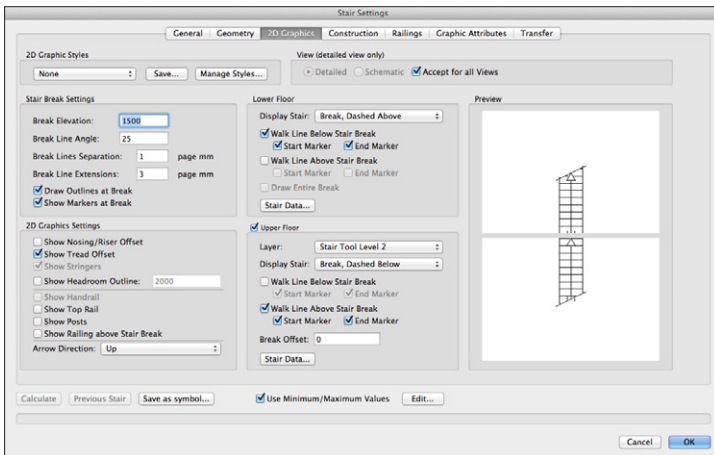 Stair Settings
General Geometry 2D Graphics Construction Railings Graphic Attributes Transfer
2D Graphic Styles
None Save... Manage Styles...
View (detailed view only)
Detailed Schematic Accept for all Views
Stair Break Settings
Break Elevation: 1500
Break Line Angle: 25
Break Lines Separation: 1 page mm
Break Line Extensions: 3 page mm
Draw Outlines at Break
Show Markers at Break
Lower Floor
Display Stair: Break, Dashed Above
Walk Line Below Stair Break
Start Marker End Marker
Walk Line Above Stair Break
Start Marker End Marker
Draw Entire Break
Stair Data...
Preview
2D Graphics Settings
Show Nosing/Riser Offset
Show Tread Offset
Show Stringers
Show Headroom Outline: 2000
Show Handrail
Show Top Rail
Show Posts
Show Railing above Stair Break
Arrow Direction: Up
Upper Floor
Layer: Stair Tool Level 2
Display Stair: Break, Dashed Below
Walk Line Below Stair Break
Start Marker End Marker
Walk Line Above Stair Break
Start Marker End Marker
Break Offset: 0
Stair Data...
Calculate Previous Stair Save as symbol... Use Minimum/Maximum Values Edit...
Cancel OK